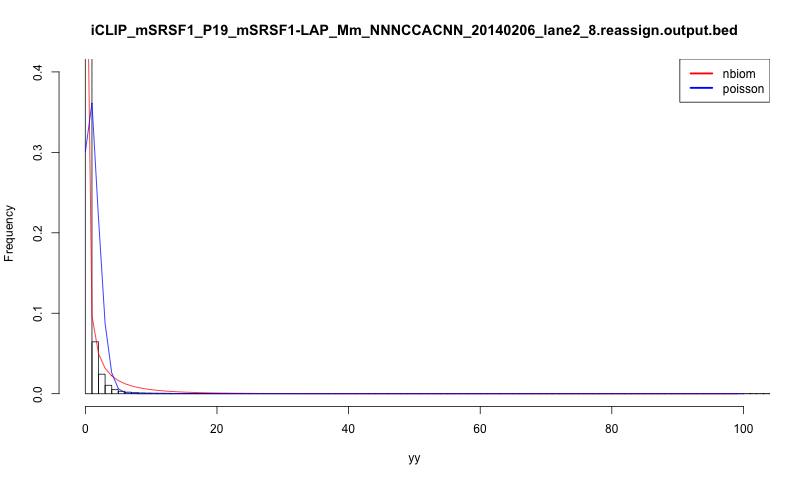 iCLIP_mSRSF1_P19_mSRSF1-LAP_Mm_NNNCCACNN_20140206_lane2_8.reassign.output.bed
nbiom
poisson
Frequency
0.4
0.3
0.2
0.1
0.0
0 20 40 60 80 100
yy